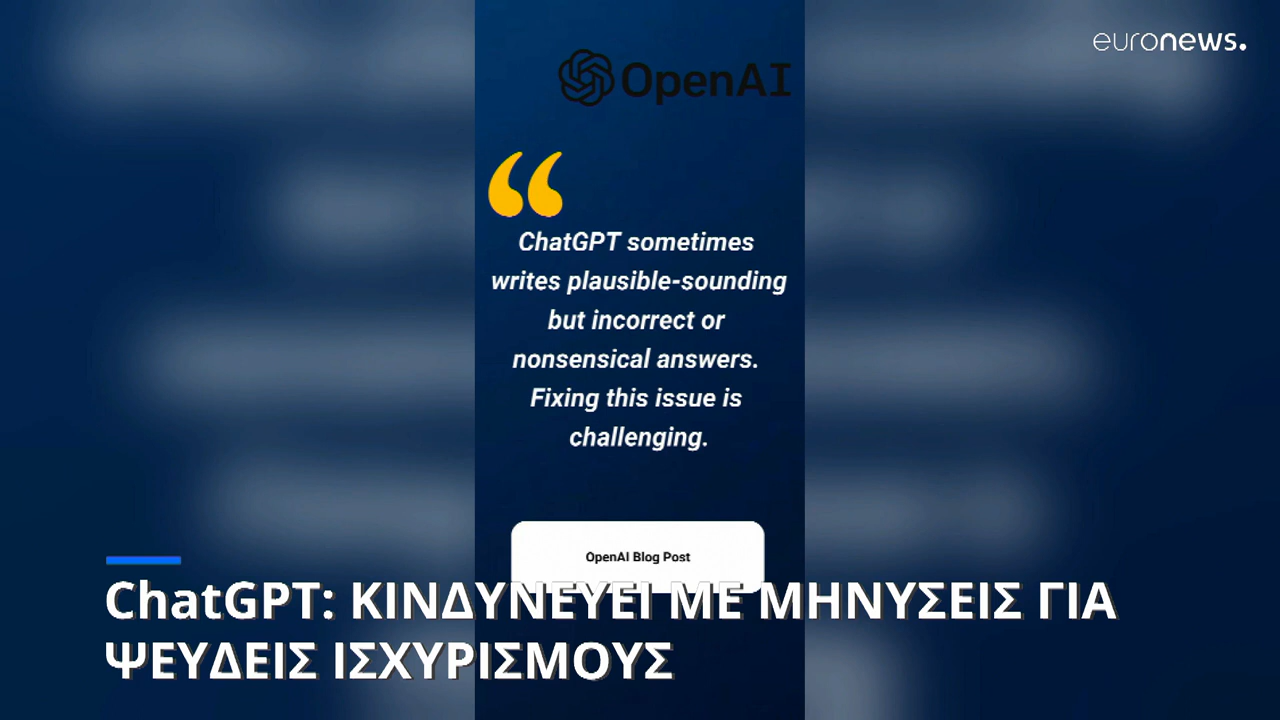 euronews.
OpenAI
“
ChatGPT sometimes
writes plausible-sounding
but incorrect or
nonsensical answers.
Fixing this issue is
challenging.
OpenAI Blog Post
ChatGPT: ΚΙΝΔΥΝΕΥΕΙ ΜΕ ΜΗΝΥΣΕΙΣ ΓΙΑ
ΨΕΥΔΕΙΣ ΙΣΧΥΡΙΣΜΟΥΣ